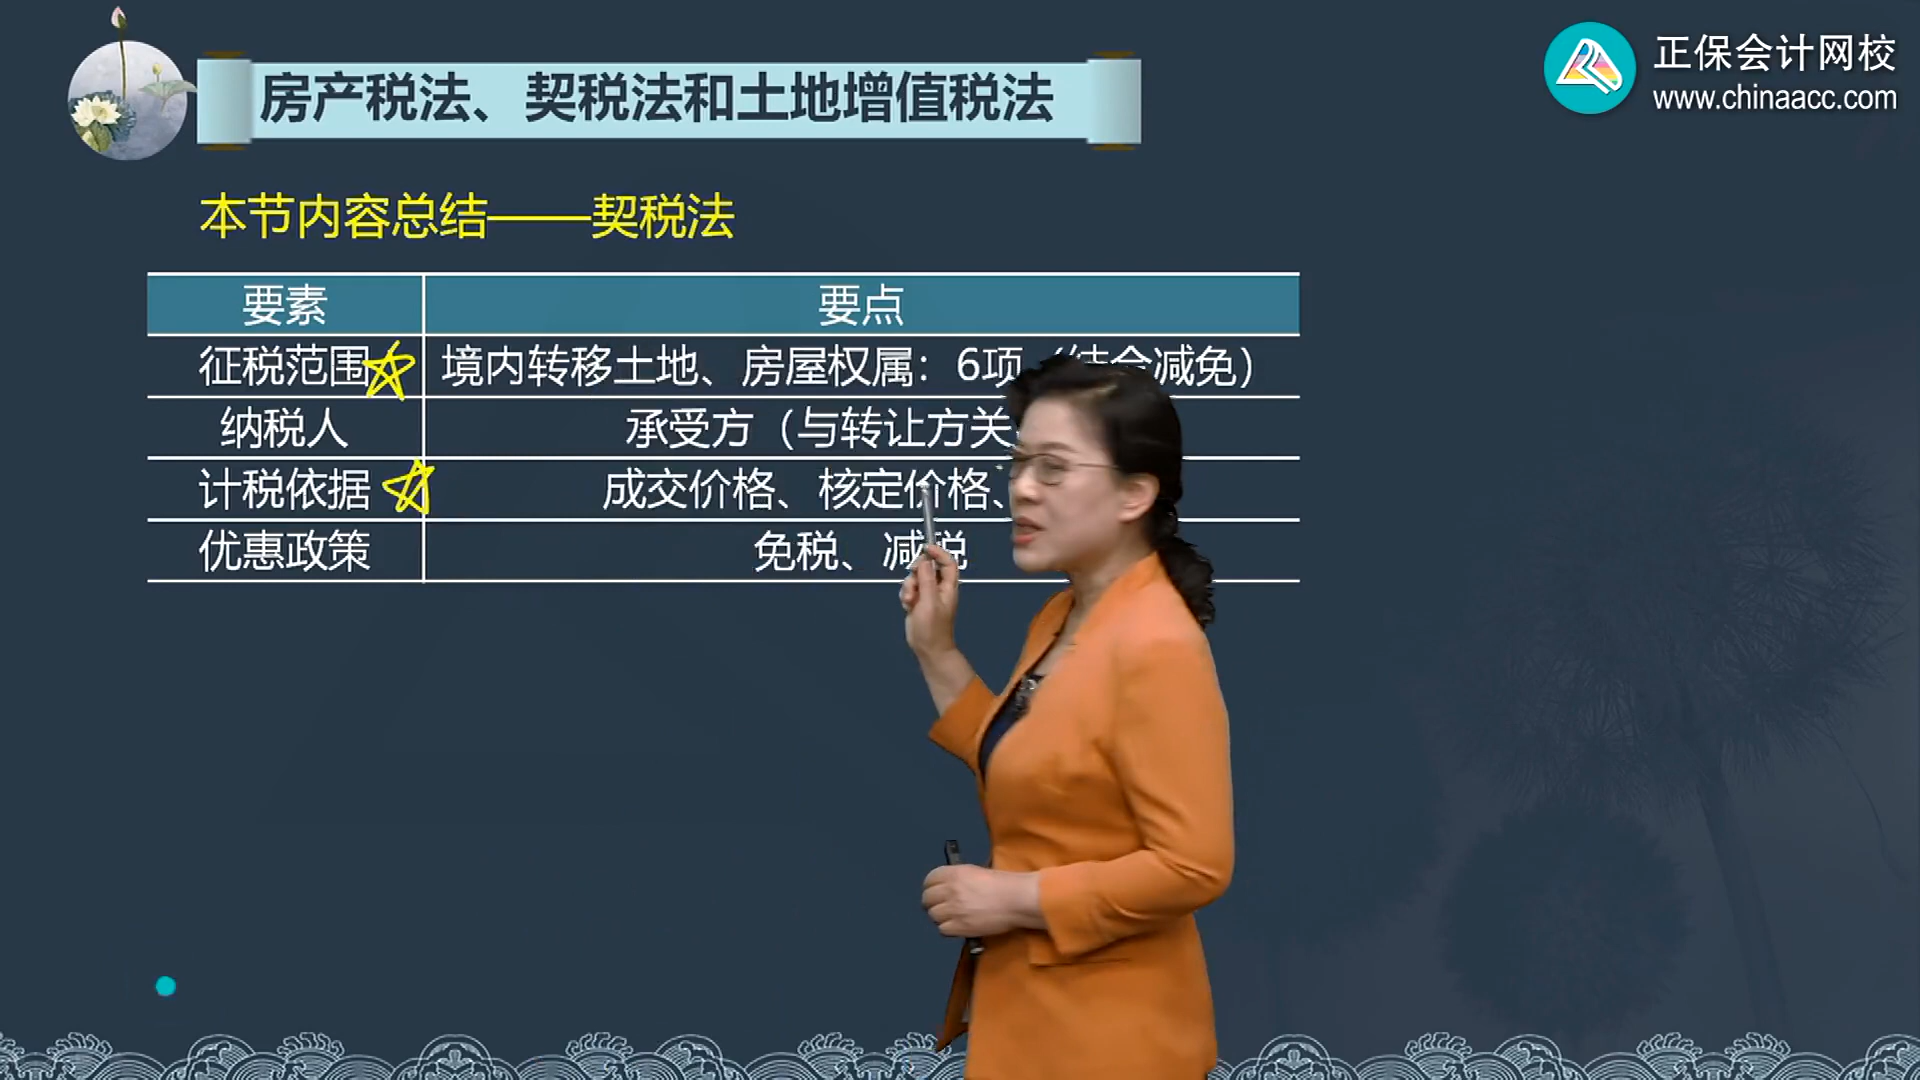 正保会计网校
www.chinaacc.com
房产税法、契税法和土地增值税法
本节内容总结——契税法
要素 要点
征税范围 境内转移土地、房屋权属：6项（结合减免）
纳税人 承受方（与转让方关
计税依据 成交价格、核定价格、
优惠政策 免税、减税